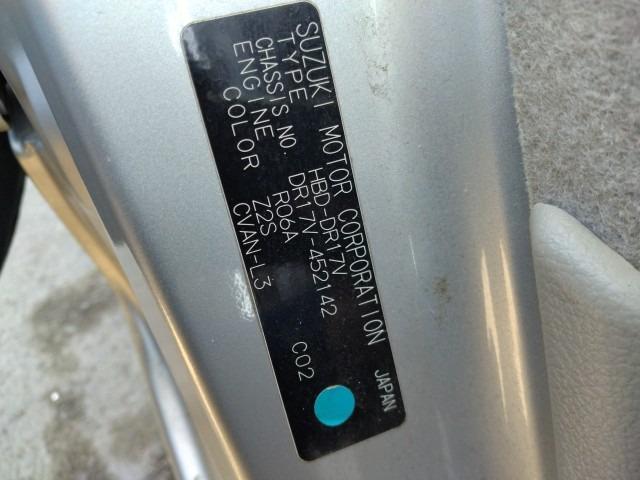 SUZUKI MOTOR CORPORATION JAPAN
TYPE HBD-DR17V
CHASSIS NO. DR17V-452142
ENGINE R06A
COLOR Z2S C02
CVAN-L3